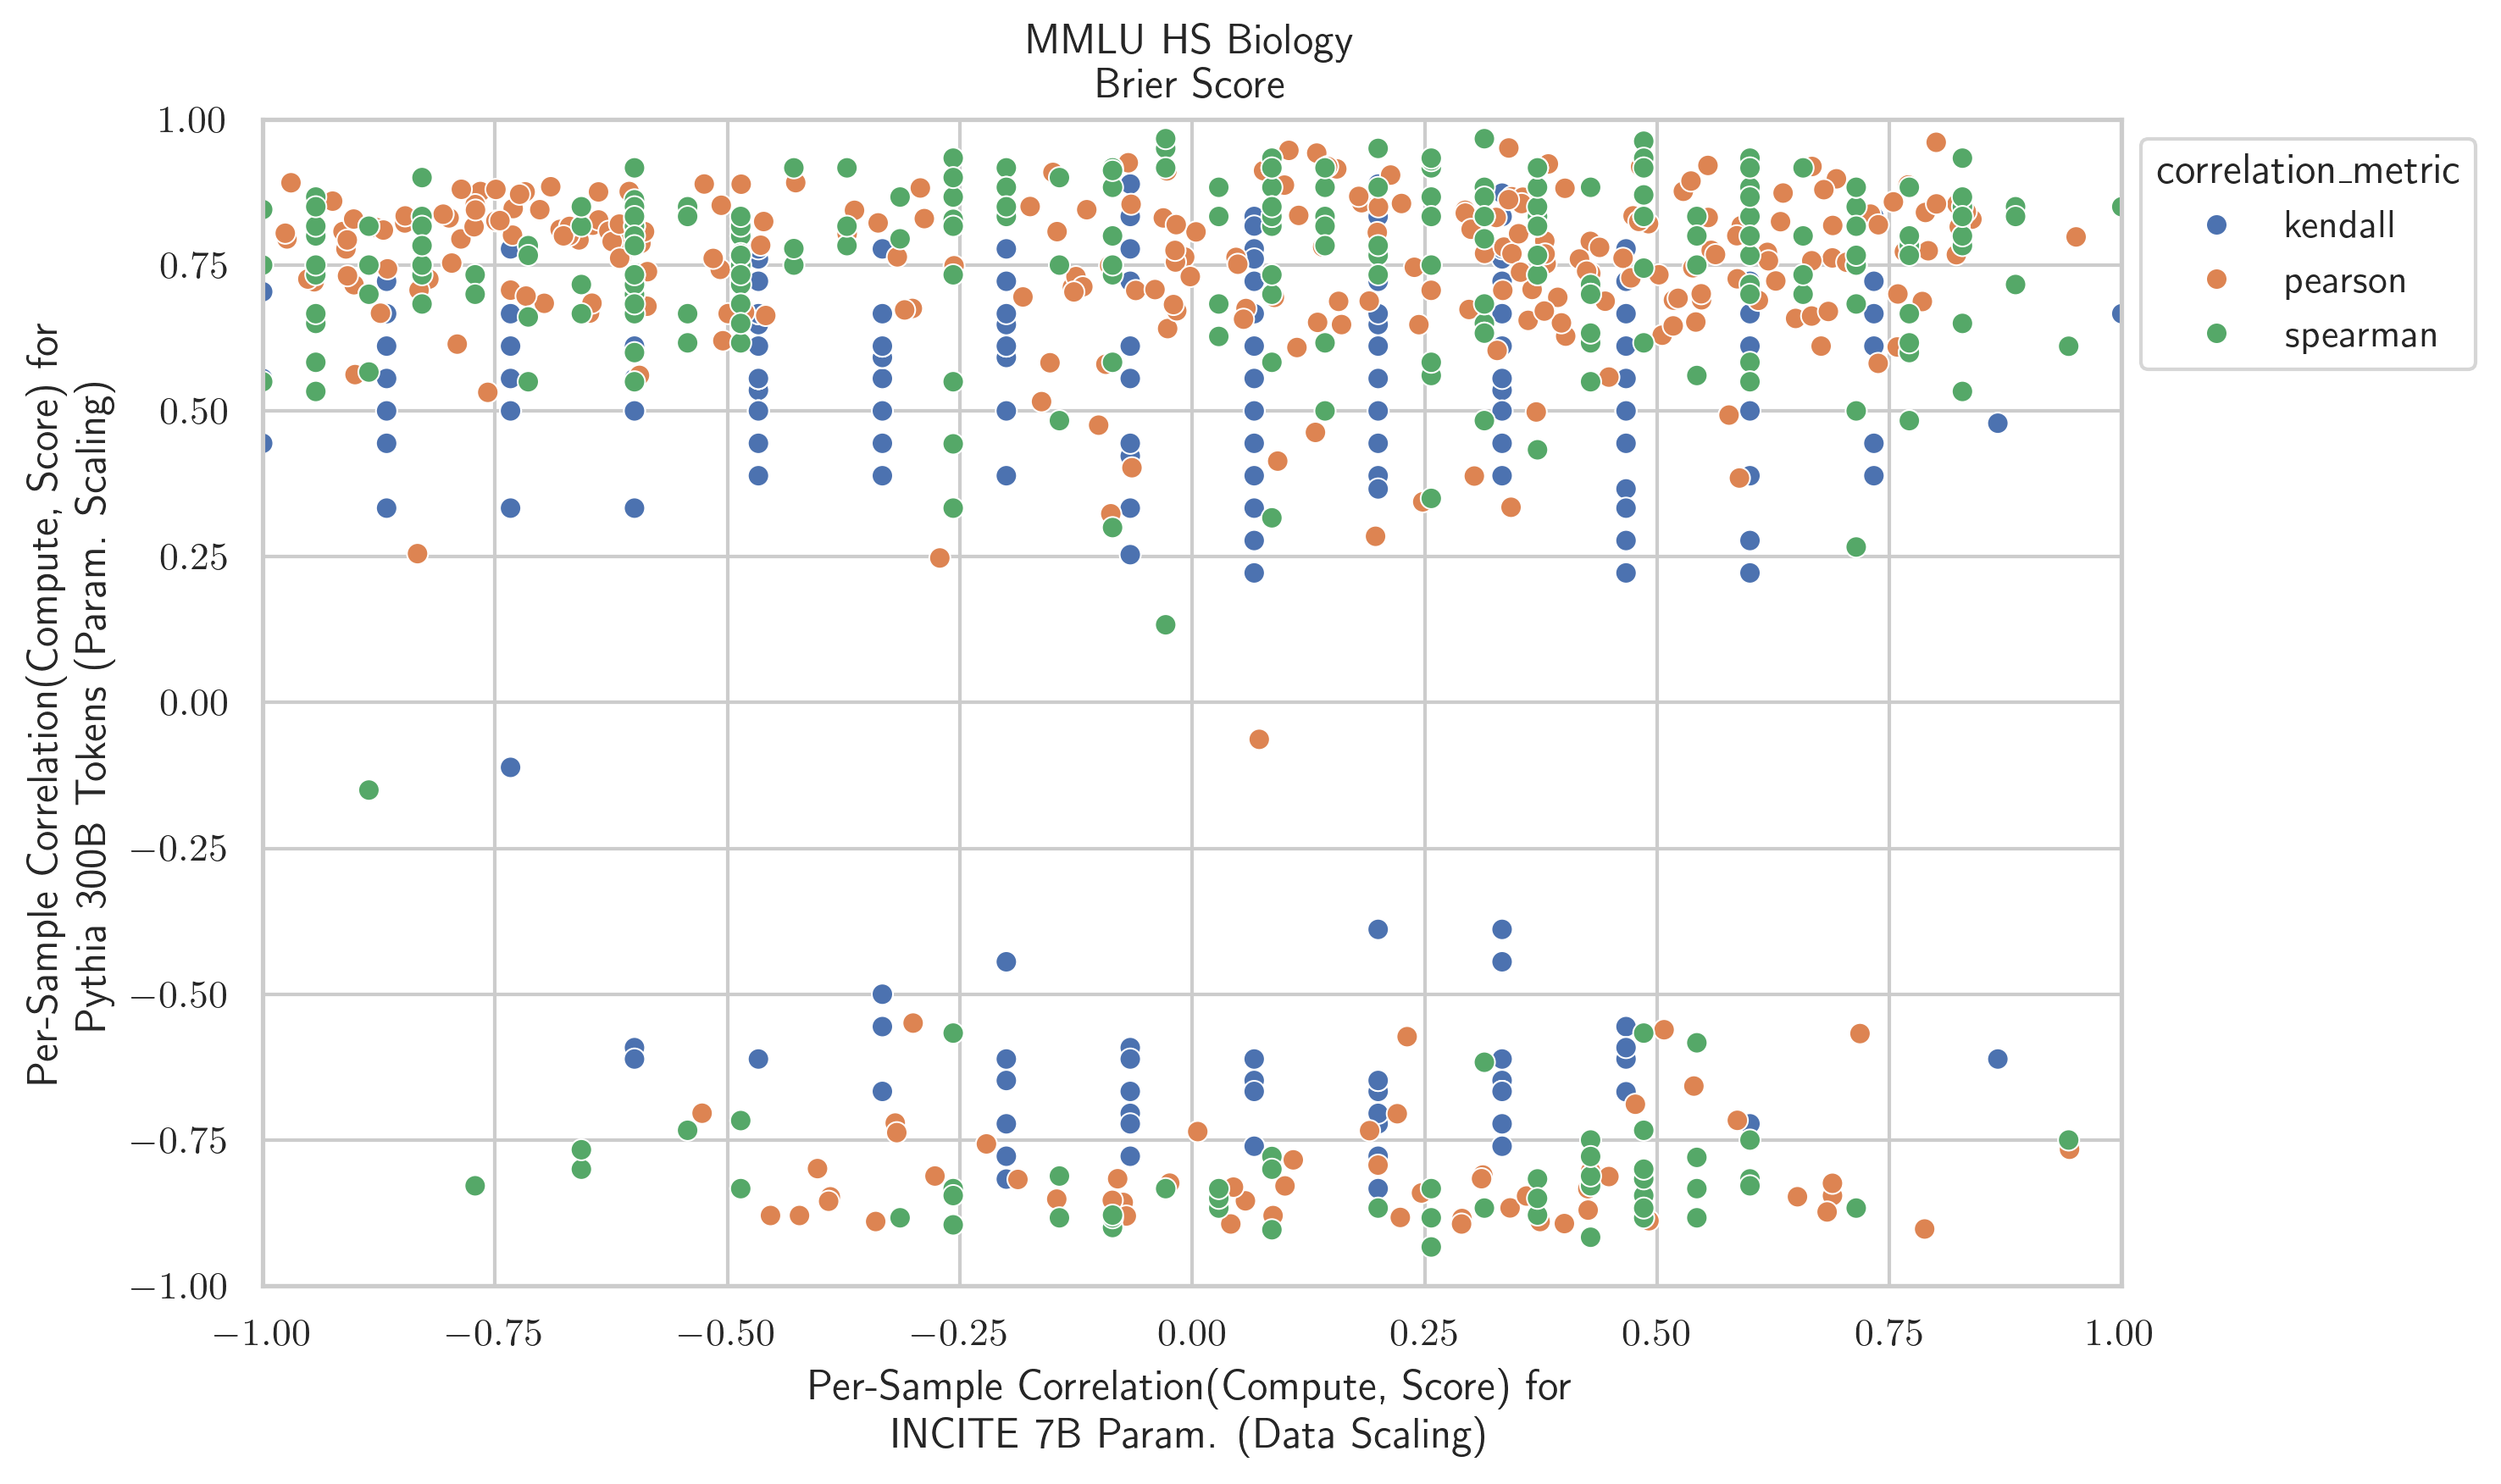 MMLU HS Biology
Brier Score
Per-Sample Correlation(Compute, Score) for
Pythia 300B Tokens (Param. Scaling)
1.00
0.75
0.50
0.25
0.00
−0.25
−0.50
−0.75
−1.00
−1.00 −0.75 −0.50 −0.25 0.00 0.25 0.50 0.75 1.00
Per-Sample Correlation(Compute, Score) for
INCITE 7B Param. (Data Scaling)
correlation_metric
kendall
pearson
spearman